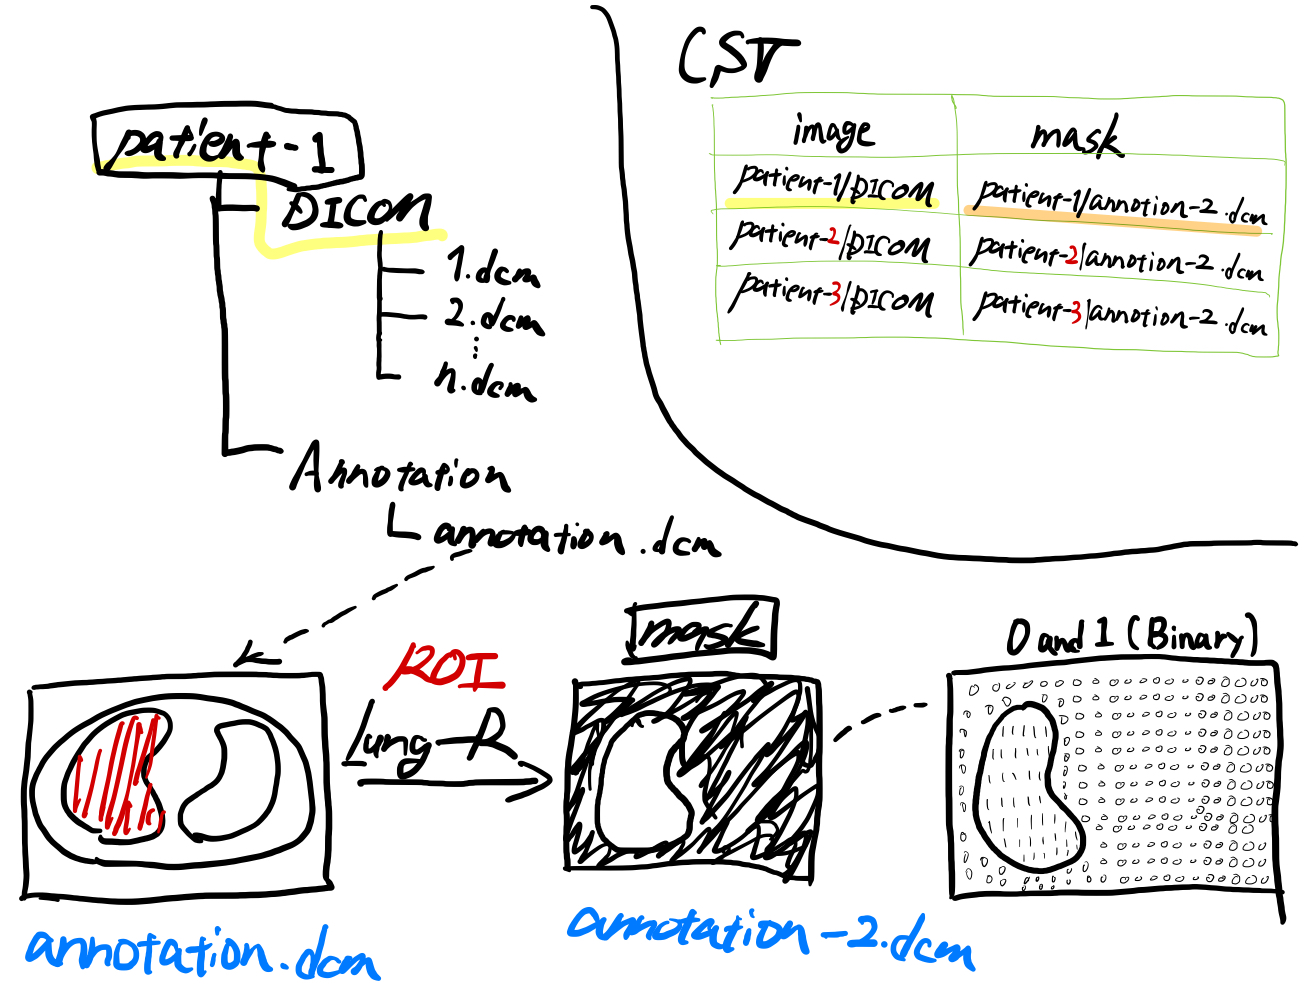 patient-1
DICOM
1.dcm
2.dcm
n.dcm
Annotation
annotation.dcm
CSV
image mask
patient-1/DICOM patient-1/annotion-2.dcm
patient-2/DICOM patient-2/annotion-2.dcm
patient-3/DICOM patient-3/annotion-2.dcm
ROI
lung-R
mask
0 and 1 (Binary)
annotation.dcm
annotation-2.dcm